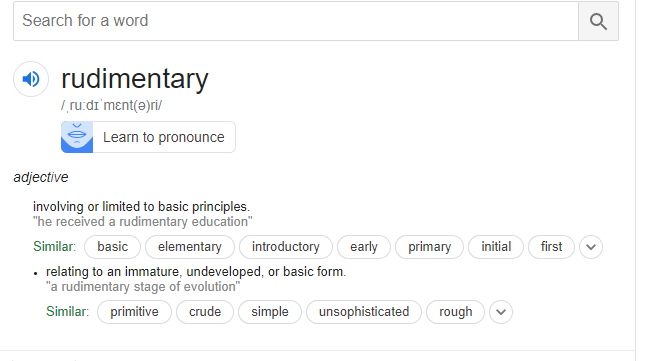 Search for a word
rudimentary
/ˌruːdɪˈmɛnt(ə)ri/
Learn to pronounce
adjective
involving or limited to basic principles.
"he received a rudimentary education"
Similar: basic elementary introductory early primary initial first
• relating to an immature, undeveloped, or basic form.
"a rudimentary stage of evolution"
Similar: primitive crude simple unsophisticated rough